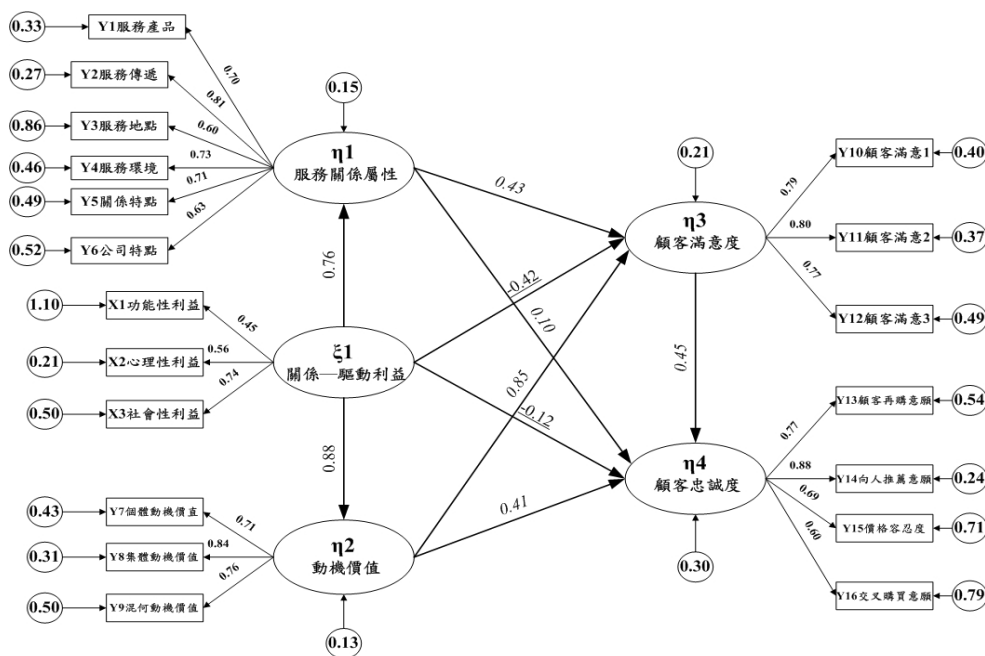 0.33
Y1服務產品
0.27
Y2服務傳遞
0.86
Y3服務地點
0.46
Y4服務環境
0.49
Y5關係特點
0.52
Y6公司特點
0.70
0.81
0.60
0.73
0.71
0.63
0.15
η1
服務關係屬性
0.76
1.10
X1功能性利益
0.21
X2心理性利益
0.50
X3社會性利益
0.45
0.56
0.74
ξ1
關係—驅動利益
0.88
0.43
Y7個體動機價直
0.31
Y8集體動機價值
0.50
Y9混何動機價值
0.71
0.84
0.76
η2
動機價值
0.13
0.43
-0.42
0.10
0.85
-0.12
0.41
0.21
η3
顧客滿意度
0.45
η4
顧客忠誠度
0.30
0.79
0.80
0.77
Y10顧客滿意1
0.40
Y11顧客滿意2
0.37
Y12顧客滿意3
0.49
0.77
0.88
0.69
0.60
Y13顧客再購意願
0.54
Y14向人推薦意願
0.24
Y15價格容忍度
0.71
Y16交叉購買意願
0.79